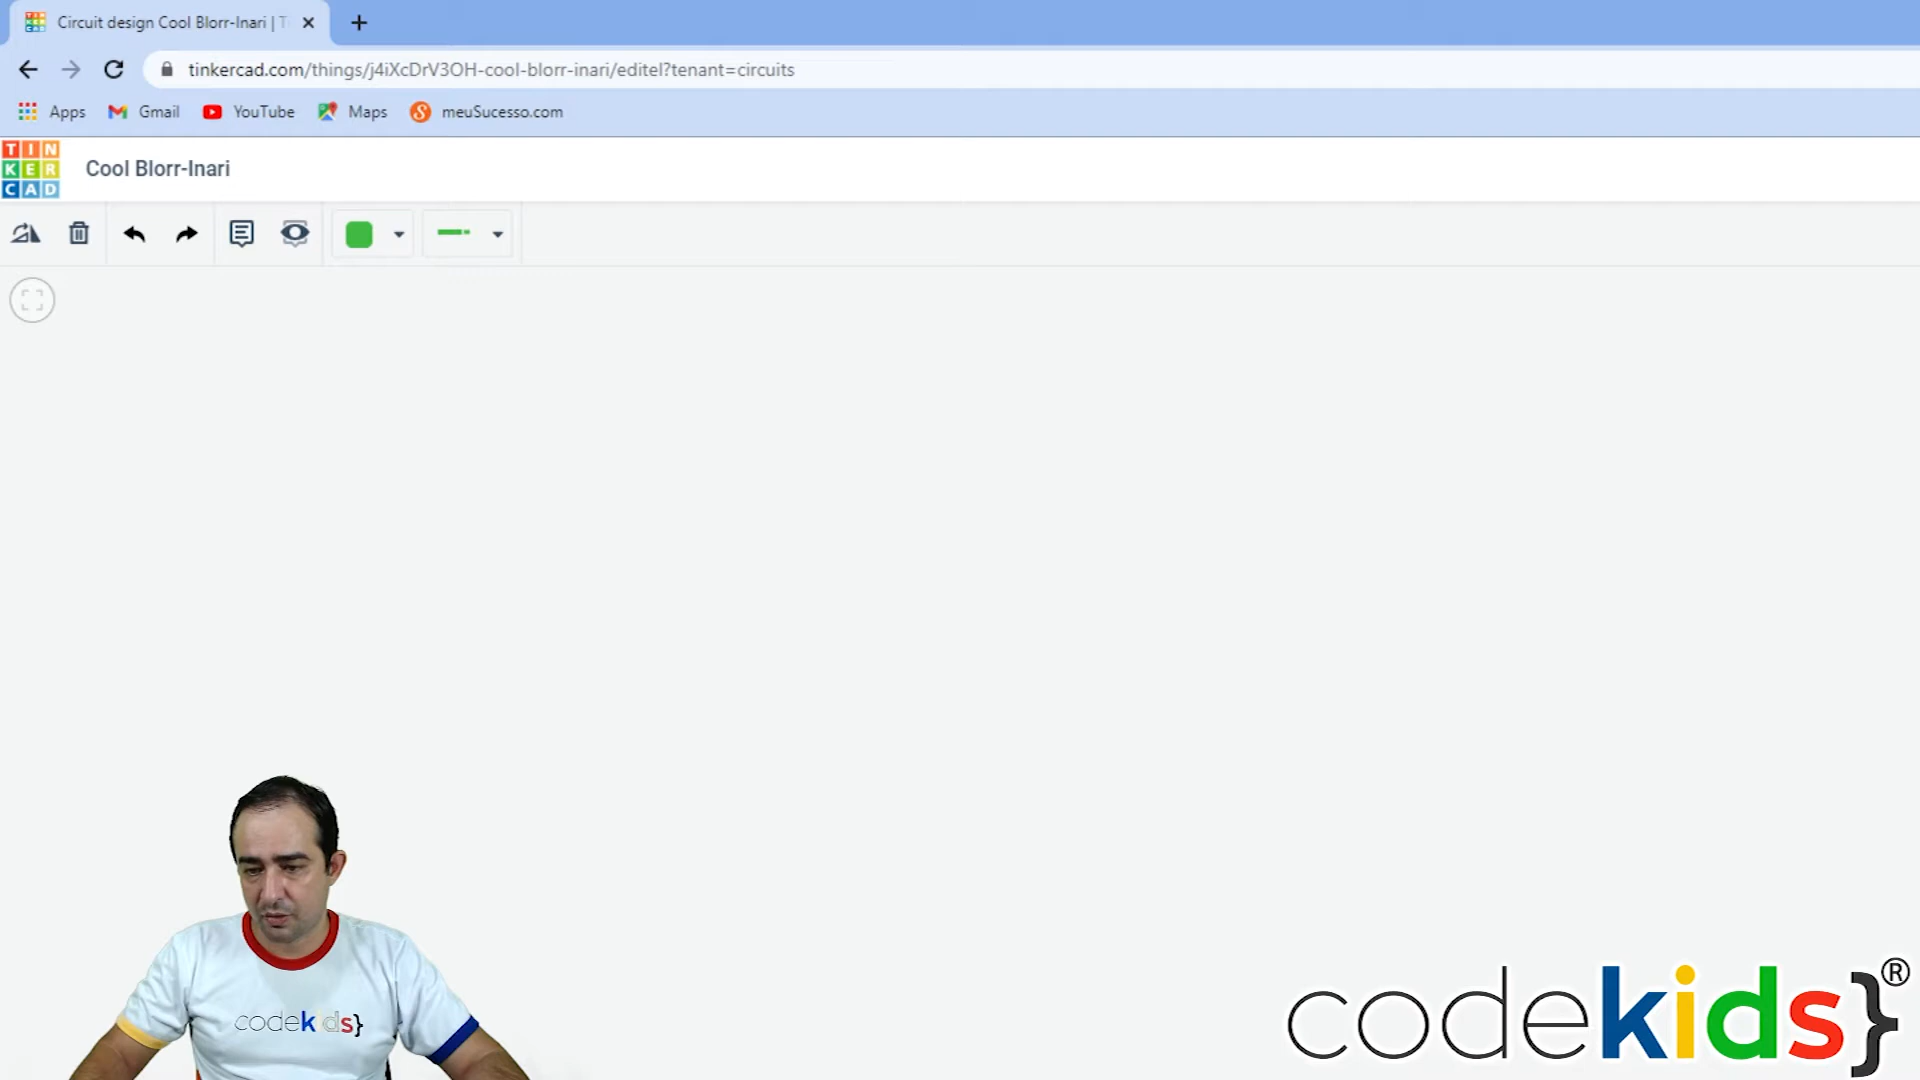 Circuit design Cool Blorr-Inari | T
tinkercad.com/things/j4iXcDrV3OH-cool-blorr-inari/editel?tenant=circuits
Apps
Gmail
YouTube
Maps
meuSucesso.com
TIN
KER
CAD
Cool Blorr-Inari
codekids}
codekids}®